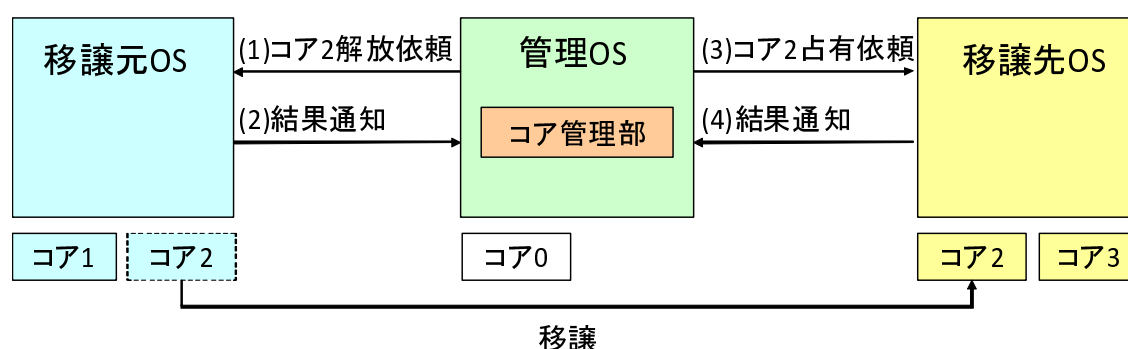 移譲元OS
(1)コア2解放依頼
管理OS
(3)コア2占有依頼
移譲先OS
(2)結果通知
コア管理部
(4)結果通知
コア1
コア2
コア0
コア2
コア3
移譲